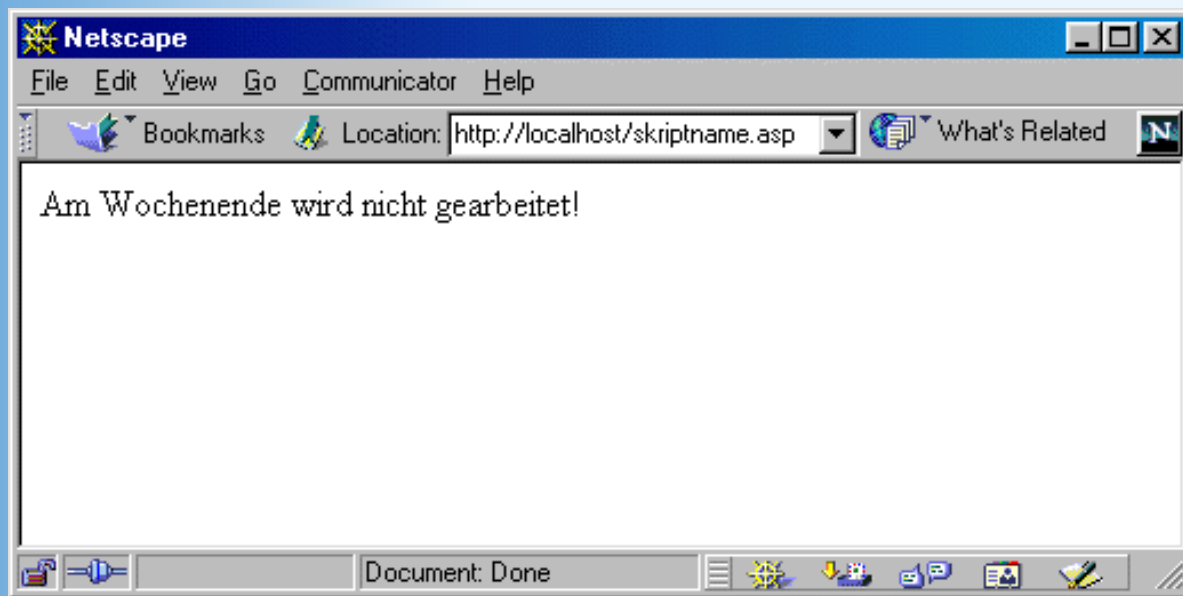 Netscape
File Edit View Go Communicator Help
Bookmarks Location: http://localhost/skriptname.asp What's Related N
Am Wochenende wird nicht gearbeitet!
Document: Done